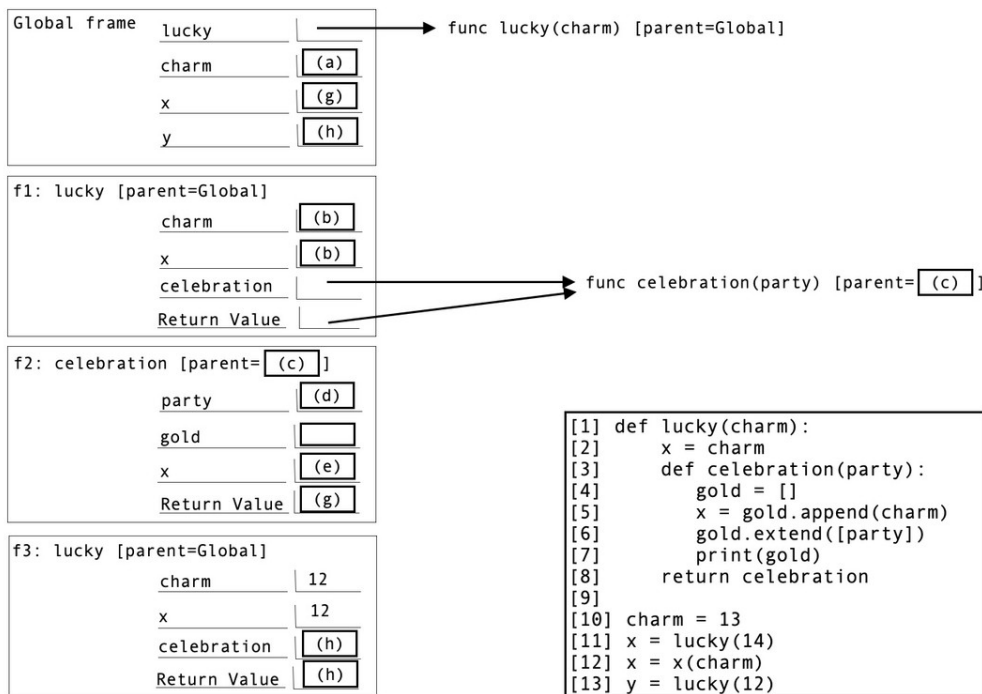 Global frame
lucky
func lucky(charm) [parent=Global]
charm (a)
x (g)
y (h)
f1: lucky [parent=Global]
charm (b)
x (b)
celebration
func celebration(party) [parent= (c) ]
Return Value
f2: celebration [parent= (c) ]
party (d)
gold
x (e)
Return Value (g)
f3: lucky [parent=Global]
charm 12
x 12
celebration (h)
Return Value (h)
[1] def lucky(charm):
[2]     x = charm
[3]     def celebration(party):
[4]         gold = []
[5]         x = gold.append(charm)
[6]         gold.extend([party])
[7]         print(gold)
[8]     return celebration
[9]
[10] charm = 13
[11] x = lucky(14)
[12] x = x(charm)
[13] y = lucky(12)